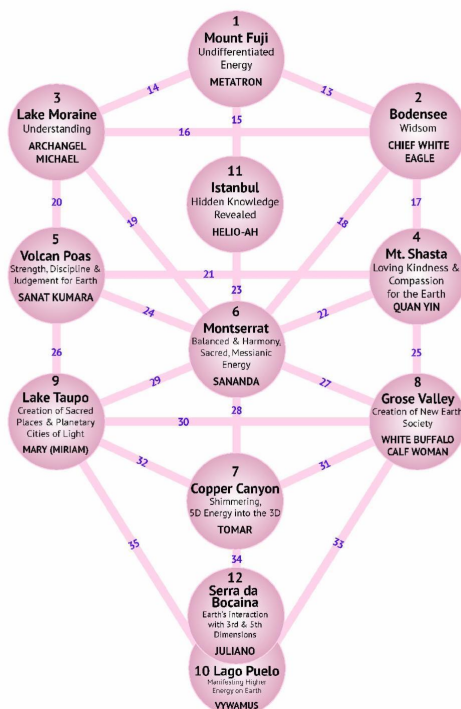 1
Mount Fuji
Undifferentiated
Energy
METATRON
14
13
3
Lake Moraine
Understanding
ARCHANGEL
MICHAEL
2
Bodensee
Widsom
CHIEF WHITE
EAGLE
15
16
11
Istanbul
Hidden Knowledge
Revealed
HELIO-AH
20
19
18
17
5
Volcan Poas
Strength, Discipline &
Judgement for Earth
SANAT KUMARA
4
Mt. Shasta
Loving Kindness &
Compassion
for the Earth
QUAN YIN
21
23
24
22
6
Montserrat
Balanced & Harmony,
Sacred, Messianic
Energy
SANANDA
26
25
29
27
9
Lake Taupo
Creation of Sacred
Places & Planetary
Cities of Light
MARY (MIRIAM)
8
Grose Valley
Creation of New Earth
Society
WHITE BUFFALO
CALF WOMAN
28
30
32
31
7
Copper Canyon
Shimmering,
5D Energy into the 3D
TOMAR
35
33
34
12
Serra da
Bocaina
Earth's interaction
with 3rd & 5th
Dimensions
JULIANO
10 Lago Puelo
Manifesting Higher
Energy on Earth
VYWAMUS